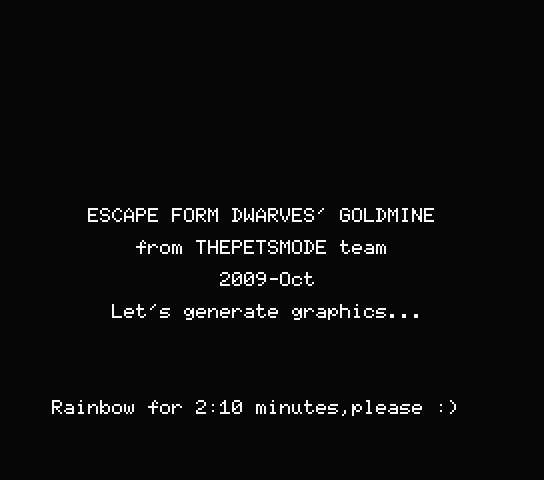 ESCAPE FORM DWARVES' GOLDMINE
from THEPETSMODE team
2009-Oct
Let's generate graphics...
Rainbow for 2:10 minutes,please :)